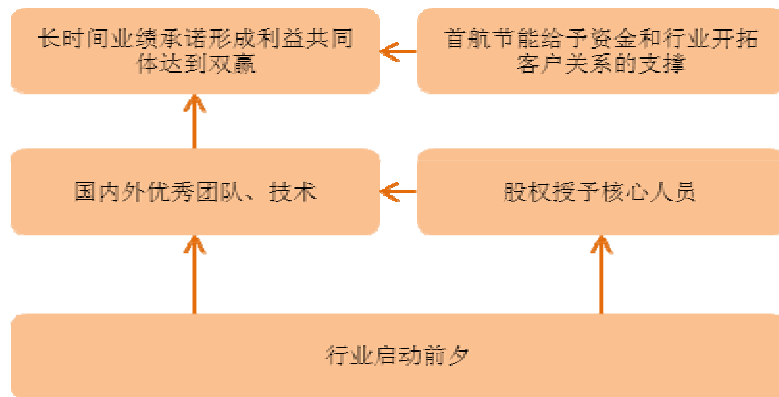 长时间业绩承诺形成利益共同
体达到双赢
首航节能给予资金和行业开拓
客户关系的支撑
国内外优秀团队、技术
股权授予核心人员
行业启动前夕